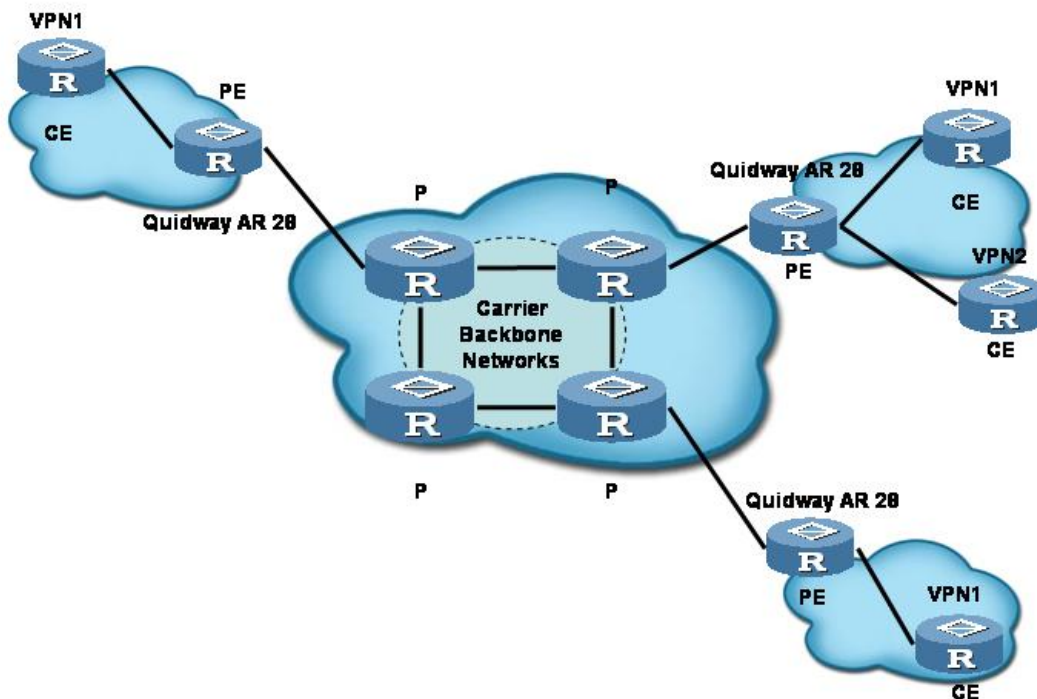 VPN1
PE
CE
R
R
Quidway AR 28
P
P
R
R
Carrier
Backbone
Networks
R
R
P
P
VPN1
Quidway AR 28
R
CE
R
PE
VPN2
R
CE
Quidway AR 28
R
PE
VPN1
R
CE